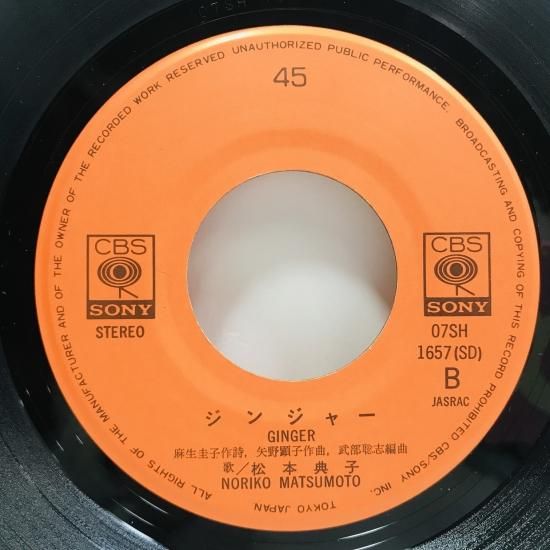 07SH
ALL RIGHTS OF THE MANUFACTURER AND OF THE OWNER OF THE RECORDED WORK RESERVED UNAUTHORIZED PUBLIC PERFORMANCE. BROADCASTING AND COPYING OF THIS RECORD PROHIBITED CBS/SONY INC.
TOKYO JAPAN
45
CBS
SONY
STEREO
CBS
SONY
07SH
1657(SD)
B
JASRAC
ジンジャー
GINGER
麻生圭子作詩, 矢野顕子作曲, 武部聡志編曲
歌/松本典子
NORIKO MATSUMOTO